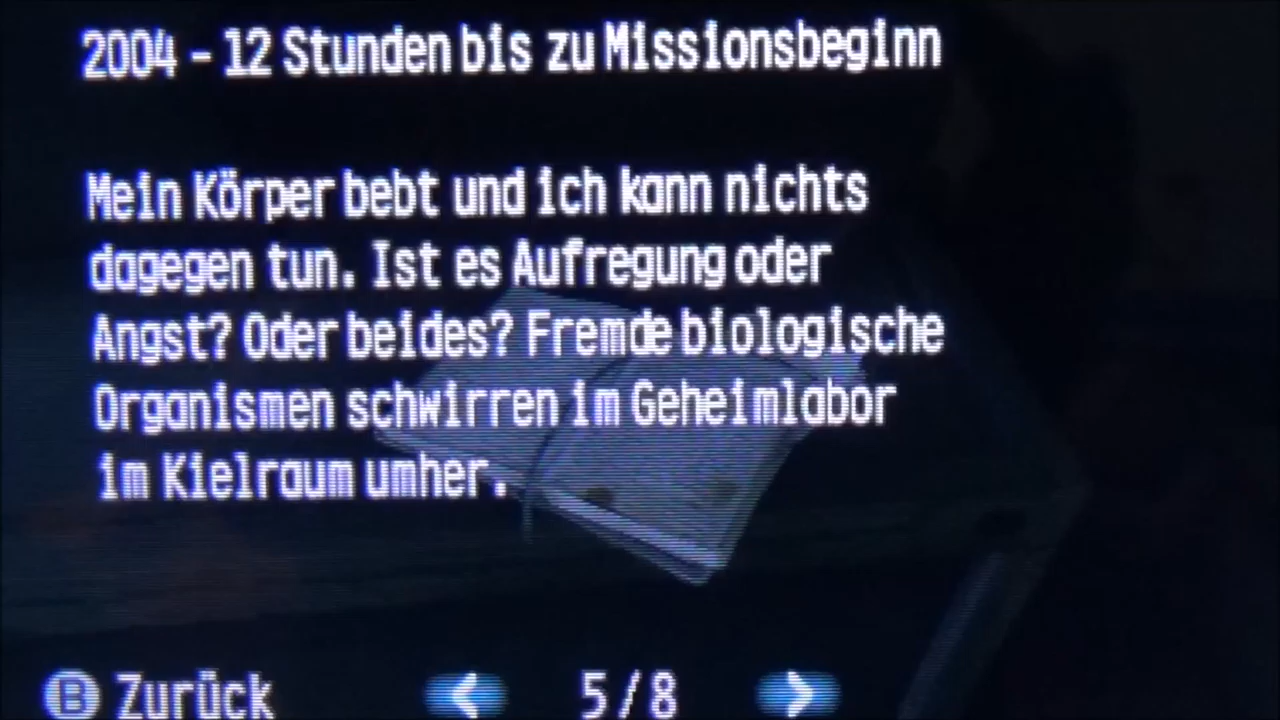 2004 - 12 Stunden bis zu Missionsbeginn
Mein Körper bebt und ich kann nichts
dagegen tun. Ist es Aufregung oder
Angst? Oder beides? Fremde biologische
Organismen schwirren im Geheimlabor
im Kielraum umher.
B Zurück
5/8